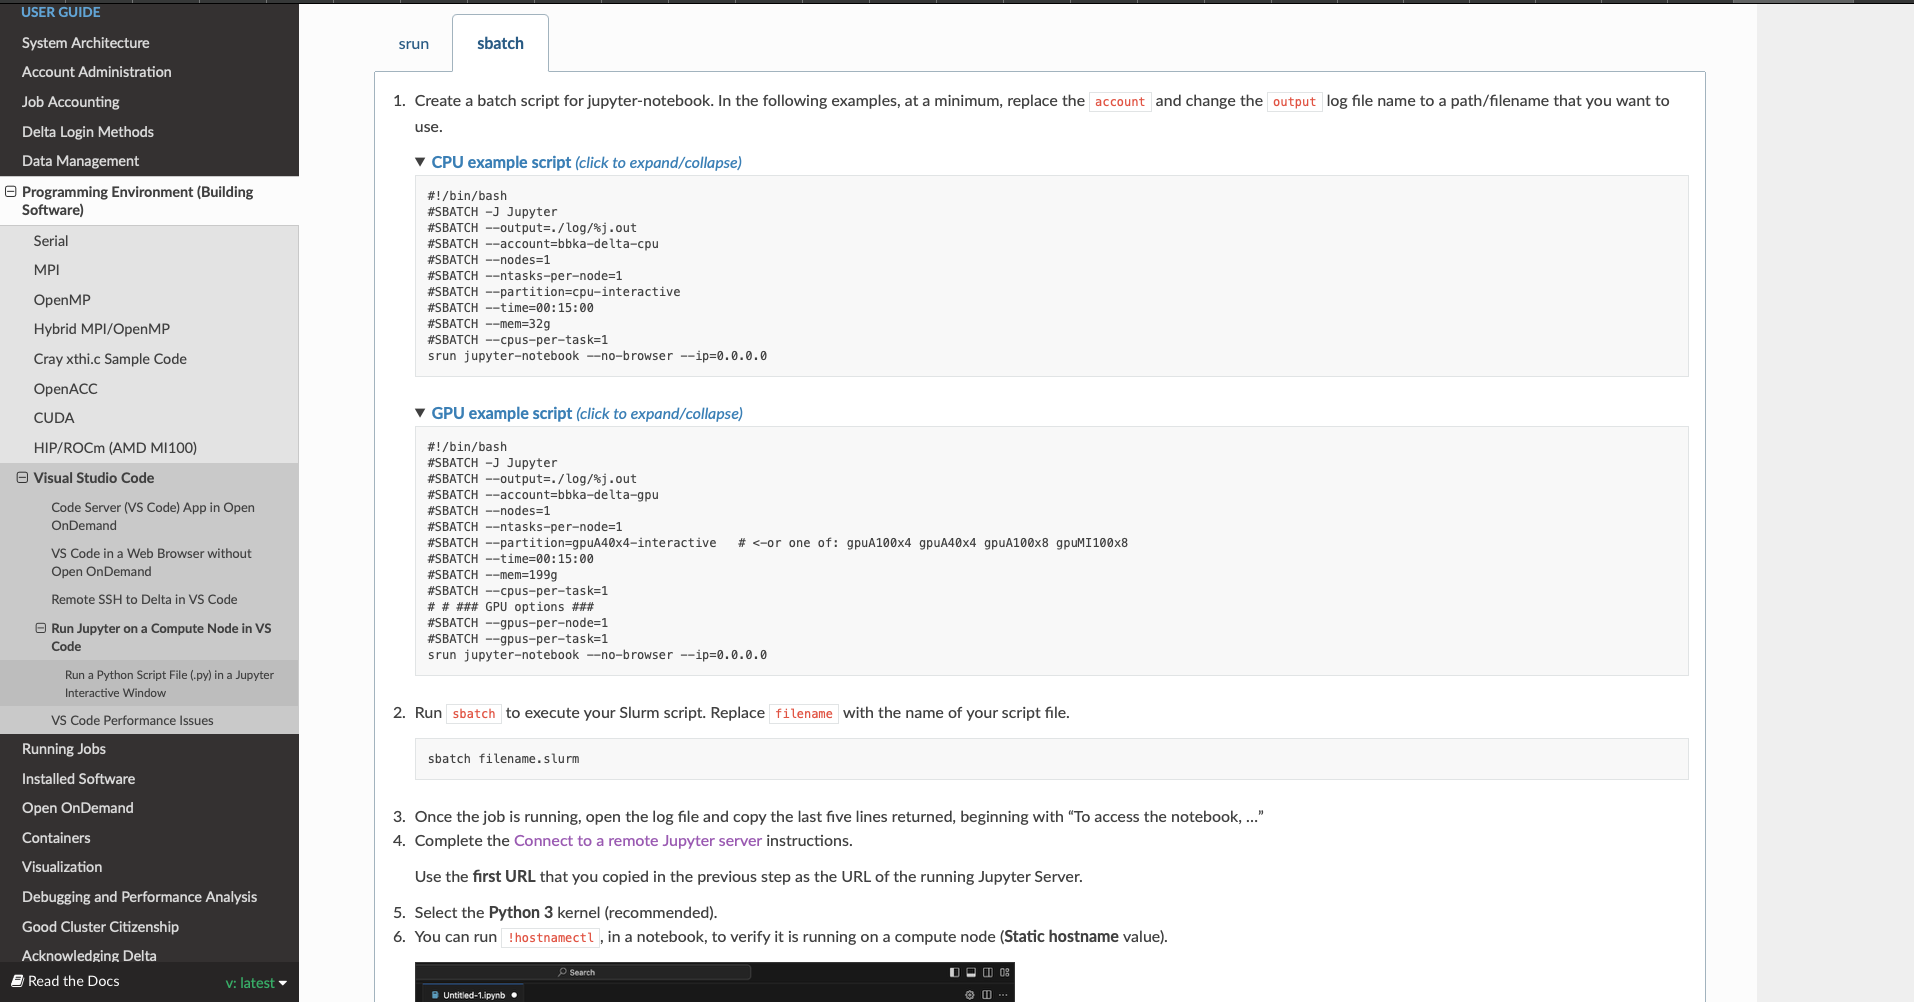 USER GUIDE
System Architecture
Account Administration
Job Accounting
Delta Login Methods
Data Management
Programming Environment (Building
Software)
Serial
MPI
OpenMP
Hybrid MPI/OpenMP
Cray xthi.c Sample Code
OpenACC
CUDA
HIP/ROCm (AMD MI100)
Visual Studio Code
Code Server (VS Code) App in Open
OnDemand
VS Code in a Web Browser without
Open OnDemand
Remote SSH to Delta in VS Code
Run Jupyter on a Compute Node in VS
Code
Run a Python Script File (.py) in a Jupyter
Interactive Window
VS Code Performance Issues
Running Jobs
Installed Software
Open OnDemand
Containers
Visualization
Debugging and Performance Analysis
Good Cluster Citizenship
Acknowledging Delta
Read the Docs
v: latest
srun
sbatch
1. Create a batch script for jupyter-notebook. In the following examples, at a minimum, replace the account and change the output log file name to a path/filename that you want to
use.
CPU example script (click to expand/collapse)
#!/bin/bash
#SBATCH -J Jupyter
#SBATCH --output=./log/%j.out
#SBATCH --account=bbka-delta-cpu
#SBATCH --nodes=1
#SBATCH --ntasks-per-node=1
#SBATCH --partition=cpu-interactive
#SBATCH --time=00:15:00
#SBATCH --mem=32g
#SBATCH --cpus-per-task=1
srun jupyter-notebook --no-browser --ip=0.0.0.0
GPU example script (click to expand/collapse)
#!/bin/bash
#SBATCH -J Jupyter
#SBATCH --output=./log/%j.out
#SBATCH --account=bbka-delta-gpu
#SBATCH --nodes=1
#SBATCH --ntasks-per-node=1
#SBATCH --partition=gpuA40x4-interactive   # <-or one of: gpuA100x4 gpuA40x4 gpuA100x8 gpuMI100x8
#SBATCH --time=00:15:00
#SBATCH --mem=199g
#SBATCH --cpus-per-task=1
# # ### GPU options ###
#SBATCH --gpus-per-node=1
#SBATCH --gpus-per-task=1
srun jupyter-notebook --no-browser --ip=0.0.0.0
2. Run sbatch to execute your Slurm script. Replace filename with the name of your script file.
sbatch filename.slurm
3. Once the job is running, open the log file and copy the last five lines returned, beginning with “To access the notebook, ...”
4. Complete the Connect to a remote Jupyter server instructions.
Use the first URL that you copied in the previous step as the URL of the running Jupyter Server.
5. Select the Python 3 kernel (recommended).
6. You can run !hostnamectl, in a notebook, to verify it is running on a compute node (Static hostname value).
Search
Untitled-1.ipynb